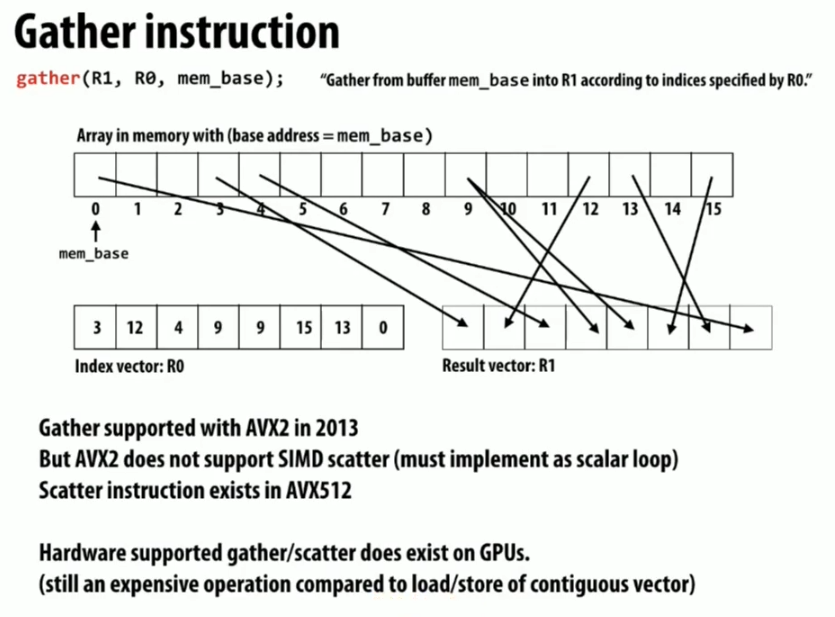 Gather instruction
gather(R1, R0, mem_base); “Gather from buffer mem_base into R1 according to indices specified by R0.”
Array in memory with (base address = mem_base)
0 1 2 3 4 5 6 7 8 9 10 11 12 13 14 15
mem_base
3 12 4 9 9 15 13 0
Index vector: R0 Result vector: R1
Gather supported with AVX2 in 2013
But AVX2 does not support SIMD scatter (must implement as scalar loop)
Scatter instruction exists in AVX512
Hardware supported gather/scatter does exist on GPUs.
(still an expensive operation compared to load/store of contiguous vector)